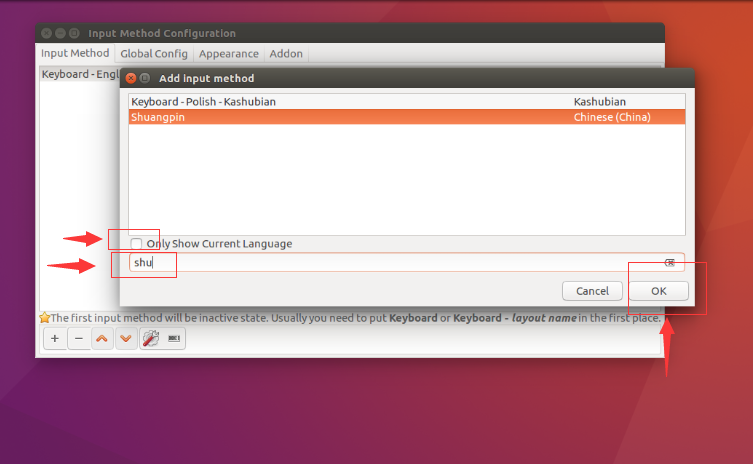 Input Method Configuration
Input Method Global Config Appearance Addon
Keyboard - Engl
Add input method
Keyboard - Polish - Kashubian Kashubian
Shuangpin Chinese (China)
Only Show Current Language
shu
Cancel OK
The first input method will be inactive state. Usually you need to put Keyboard or Keyboard - layout name in the first place.